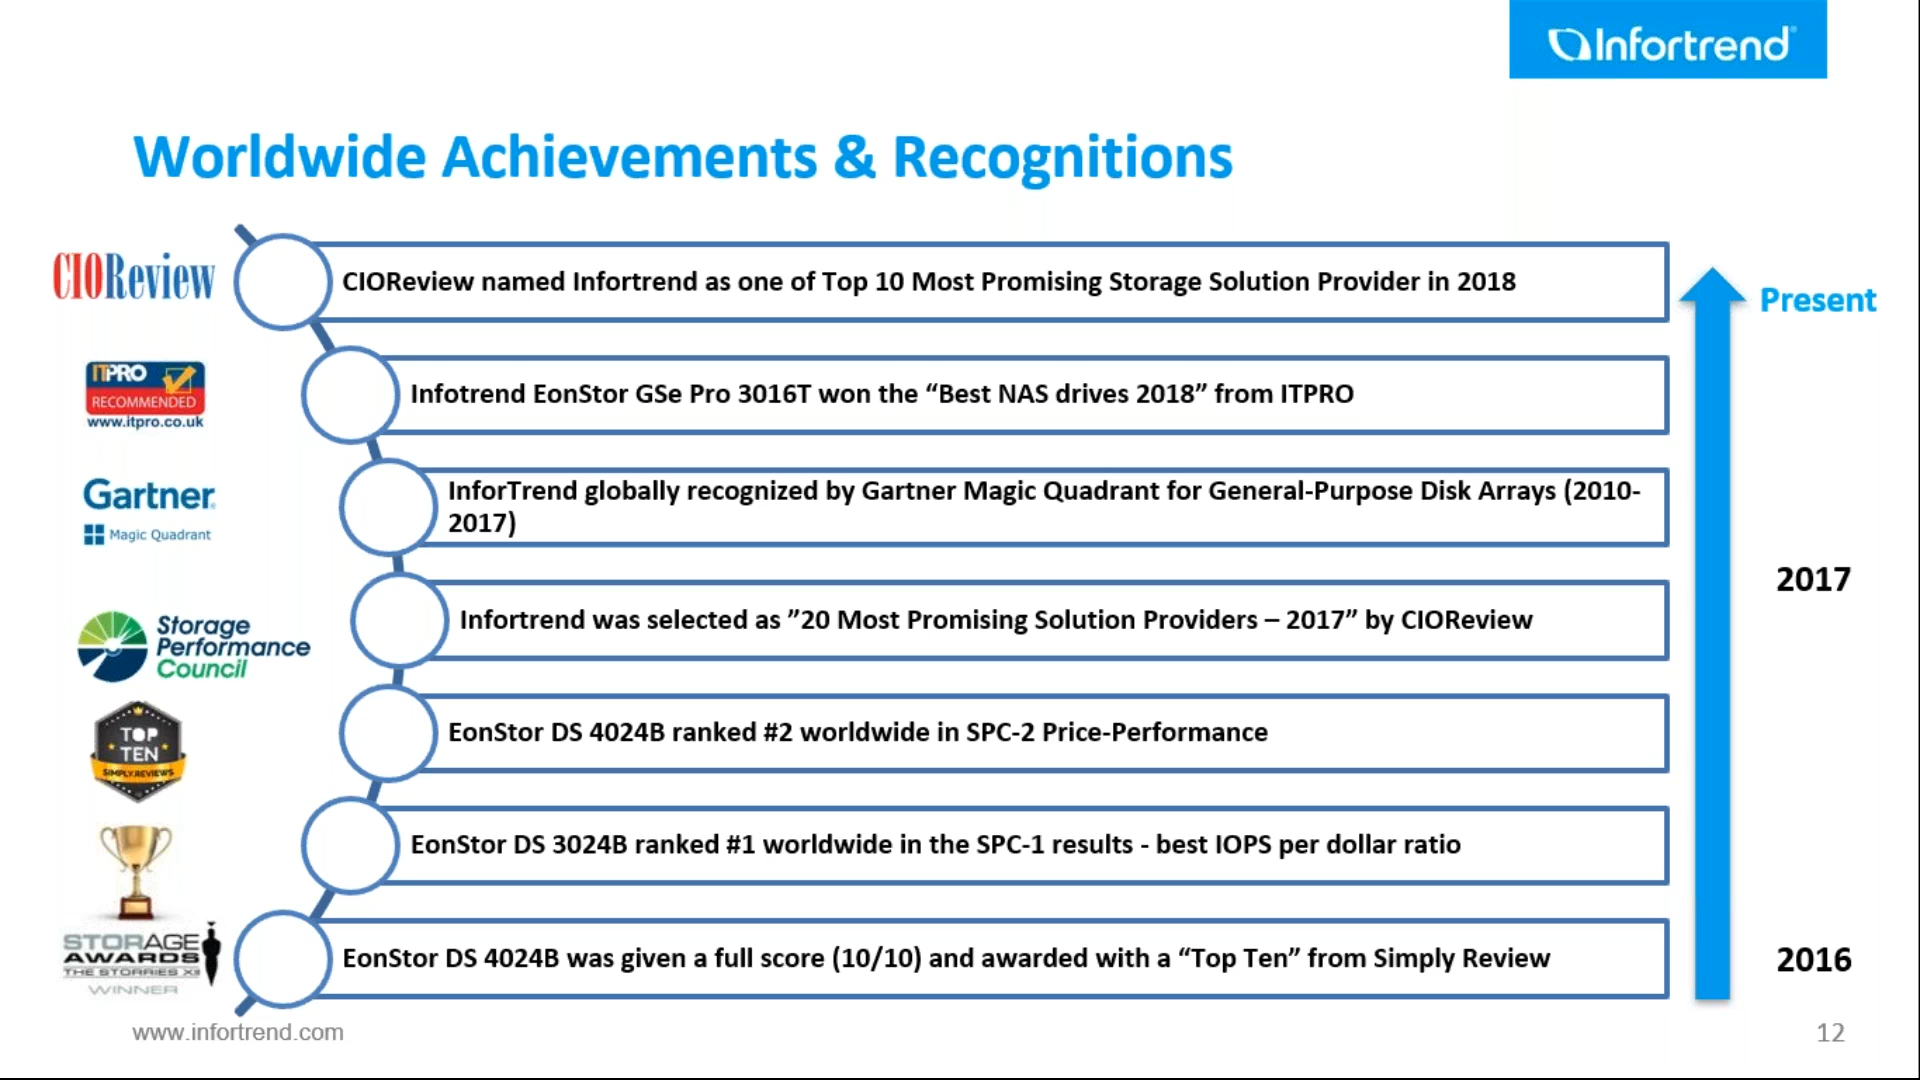 Infortrend
Worldwide Achievements & Recognitions
CIOReview
CIOReview named Infortrend as one of Top 10 Most Promising Storage Solution Provider in 2018
Present
ITPRO
RECOMMENDED
www.itpro.co.uk
Infotrend EonStor GSe Pro 3016T won the “Best NAS drives 2018” from ITPRO
Gartner
Magic Quadrant
InforTrend globally recognized by Gartner Magic Quadrant for General-Purpose Disk Arrays (2010-
2017)
2017
Storage
Performance
Council
Infortrend was selected as ”20 Most Promising Solution Providers – 2017” by CIOReview
TOP
TEN
SIMPLY.REVIEWS
EonStor DS 4024B ranked #2 worldwide in SPC-2 Price-Performance
EonStor DS 3024B ranked #1 worldwide in the SPC-1 results - best IOPS per dollar ratio
STORAGE
AWARDS
THE STORRIES XII
WINNER
EonStor DS 4024B was given a full score (10/10) and awarded with a “Top Ten” from Simply Review
2016
www.infortrend.com
12